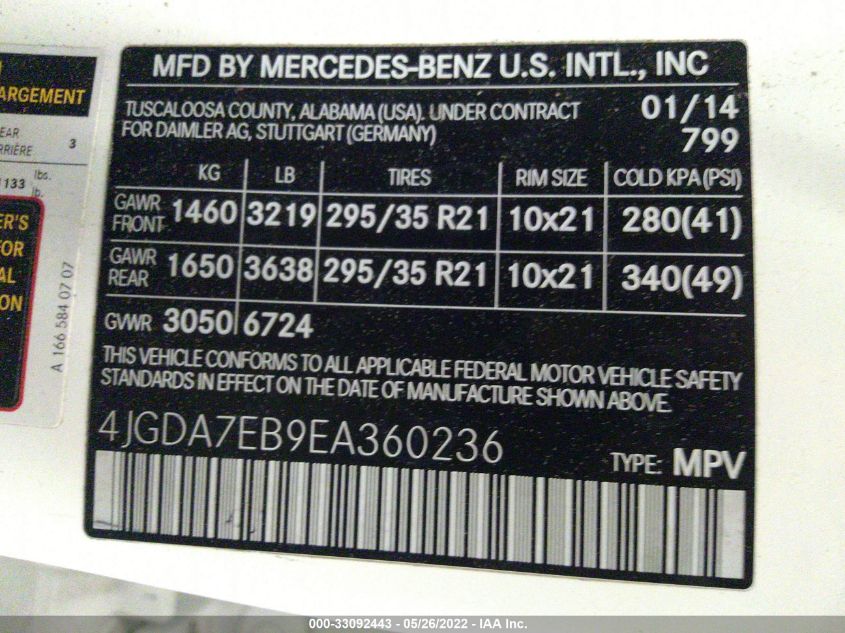 ARGEMENT
EAR
RRIÈRE 3
1133 lbs.
lb.
ER'S
FOR
AL
ON
A 166 584 07 07
MFD BY MERCEDES-BENZ U.S. INTL., INC
TUSCALOOSA COUNTY, ALABAMA (USA). UNDER CONTRACT 01/14
FOR DAIMLER AG, STUTTGART (GERMANY) 799
KG LB TIRES RIM SIZE COLD KPA (PSI)
GAWR FRONT 1460 3219 295/35 R21 10x21 280(41)
GAWR REAR 1650 3638 295/35 R21 10x21 340(49)
GVWR 3050 6724
THIS VEHICLE CONFORMS TO ALL APPLICABLE FEDERAL MOTOR VEHICLE SAFETY
STANDARDS IN EFFECT ON THE DATE OF MANUFACTURE SHOWN ABOVE.
4JGDA7EB9EA360236
TYPE: MPV
000-33092443 - 05/26/2022 - IAA Inc.